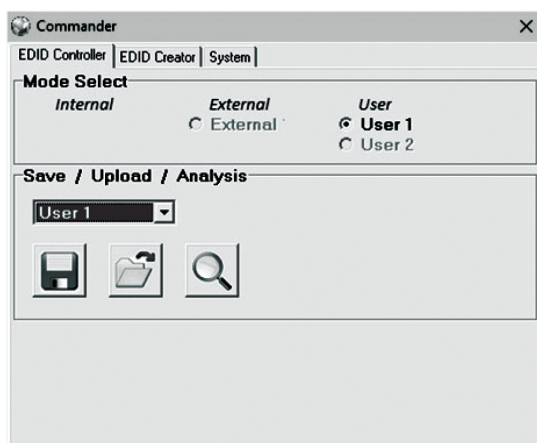 Commander
EDID Controller EDID Creator System
Mode Select
Internal External User
External User 1
User 2
Save / Upload / Analysis
User 1